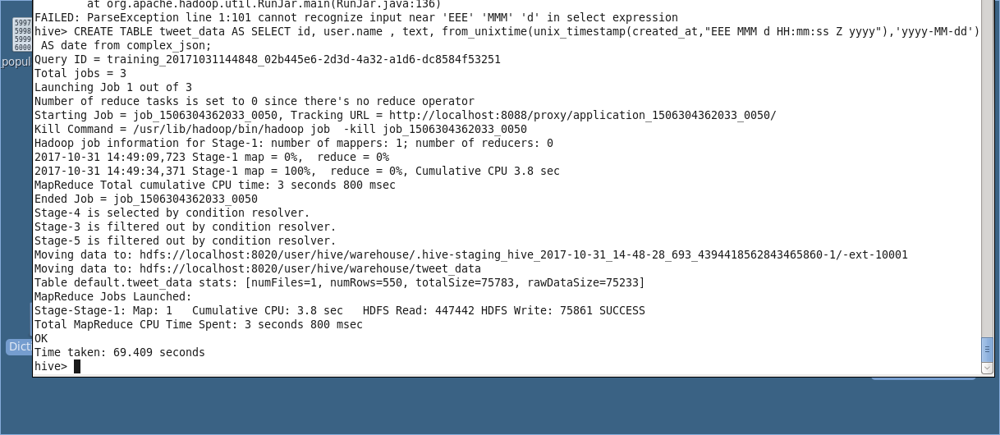 at org.apache.hadoop.util.RunJar.main(RunJar.java:136)
FAILED: ParseException line 1:101 cannot recognize input near 'EEE' 'MMM' 'd' in select expression
hive> CREATE TABLE tweet_data AS SELECT id, user.name , text, from_unixtime(unix_timestamp(created_at,"EEE MMM d HH:mm:ss Z yyyy"),'yyyy-MM-dd')
AS date from complex_json;
Query ID = training_20171031144848_02b445e6-2d3d-4a32-a1d6-dc8584f53251
Total jobs = 3
Launching Job 1 out of 3
Number of reduce tasks is set to 0 since there's no reduce operator
Starting Job = job_1506304362033_0050, Tracking URL = http://localhost:8088/proxy/application_1506304362033_0050/
Kill Command = /usr/lib/hadoop/bin/hadoop job  -kill job_1506304362033_0050
Hadoop job information for Stage-1: number of mappers: 1; number of reducers: 0
2017-10-31 14:49:09,723 Stage-1 map = 0%,  reduce = 0%
2017-10-31 14:49:34,371 Stage-1 map = 100%,  reduce = 0%, Cumulative CPU 3.8 sec
MapReduce Total cumulative CPU time: 3 seconds 800 msec
Ended Job = job_1506304362033_0050
Stage-4 is selected by condition resolver.
Stage-3 is filtered out by condition resolver.
Stage-5 is filtered out by condition resolver.
Moving data to: hdfs://localhost:8020/user/hive/warehouse/.hive-staging_hive_2017-10-31_14-48-28_693_4394418562843465860-1/-ext-10001
Moving data to: hdfs://localhost:8020/user/hive/warehouse/tweet_data
Table default.tweet_data stats: [numFiles=1, numRows=550, totalSize=75783, rawDataSize=75233]
MapReduce Jobs Launched:
Stage-Stage-1: Map: 1   Cumulative CPU: 3.8 sec   HDFS Read: 447442 HDFS Write: 75861 SUCCESS
Total MapReduce CPU Time Spent: 3 seconds 800 msec
OK
Time taken: 69.409 seconds
hive>
5997
5998
5999
6000
popul
Dicti